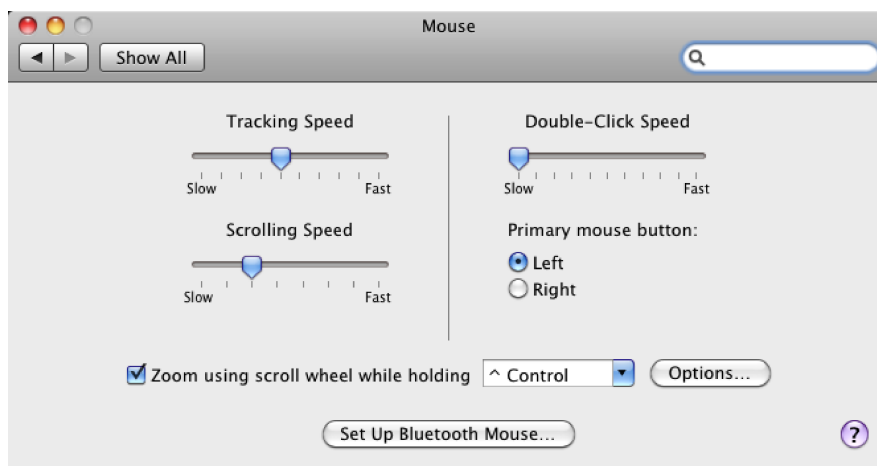 Mouse
Show All
Tracking Speed
Slow Fast
Scrolling Speed
Slow Fast
Double-Click Speed
Slow Fast
Primary mouse button:
Left
Right
Zoom using scroll wheel while holding ^ Control Options...
Set Up Bluetooth Mouse... ?